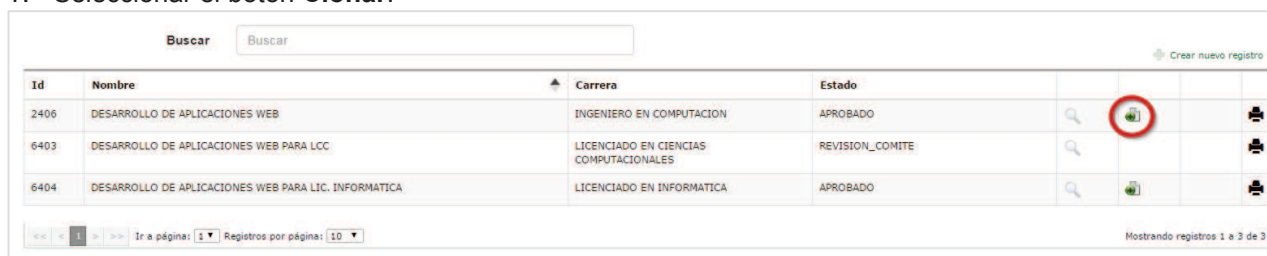 1. Seleccionar el botón Clonar.
Buscar Buscar
Crear nuevo registro
Id Nombre Carrera Estado
2406 DESARROLLO DE APLICACIONES WEB INGENIERO EN COMPUTACION APROBADO
6403 DESARROLLO DE APLICACIONES WEB PARA LCC LICENCIADO EN CIENCIAS COMPUTACIONALES REVISION_COMITE
6404 DESARROLLO DE APLICACIONES WEB PARA LIC. INFORMATICA LICENCIADO EN INFORMATICA APROBADO
<< < 1 > >> Ir a página: 1 Registros por página: 10 Mostrando registros 1 a 3 de 3